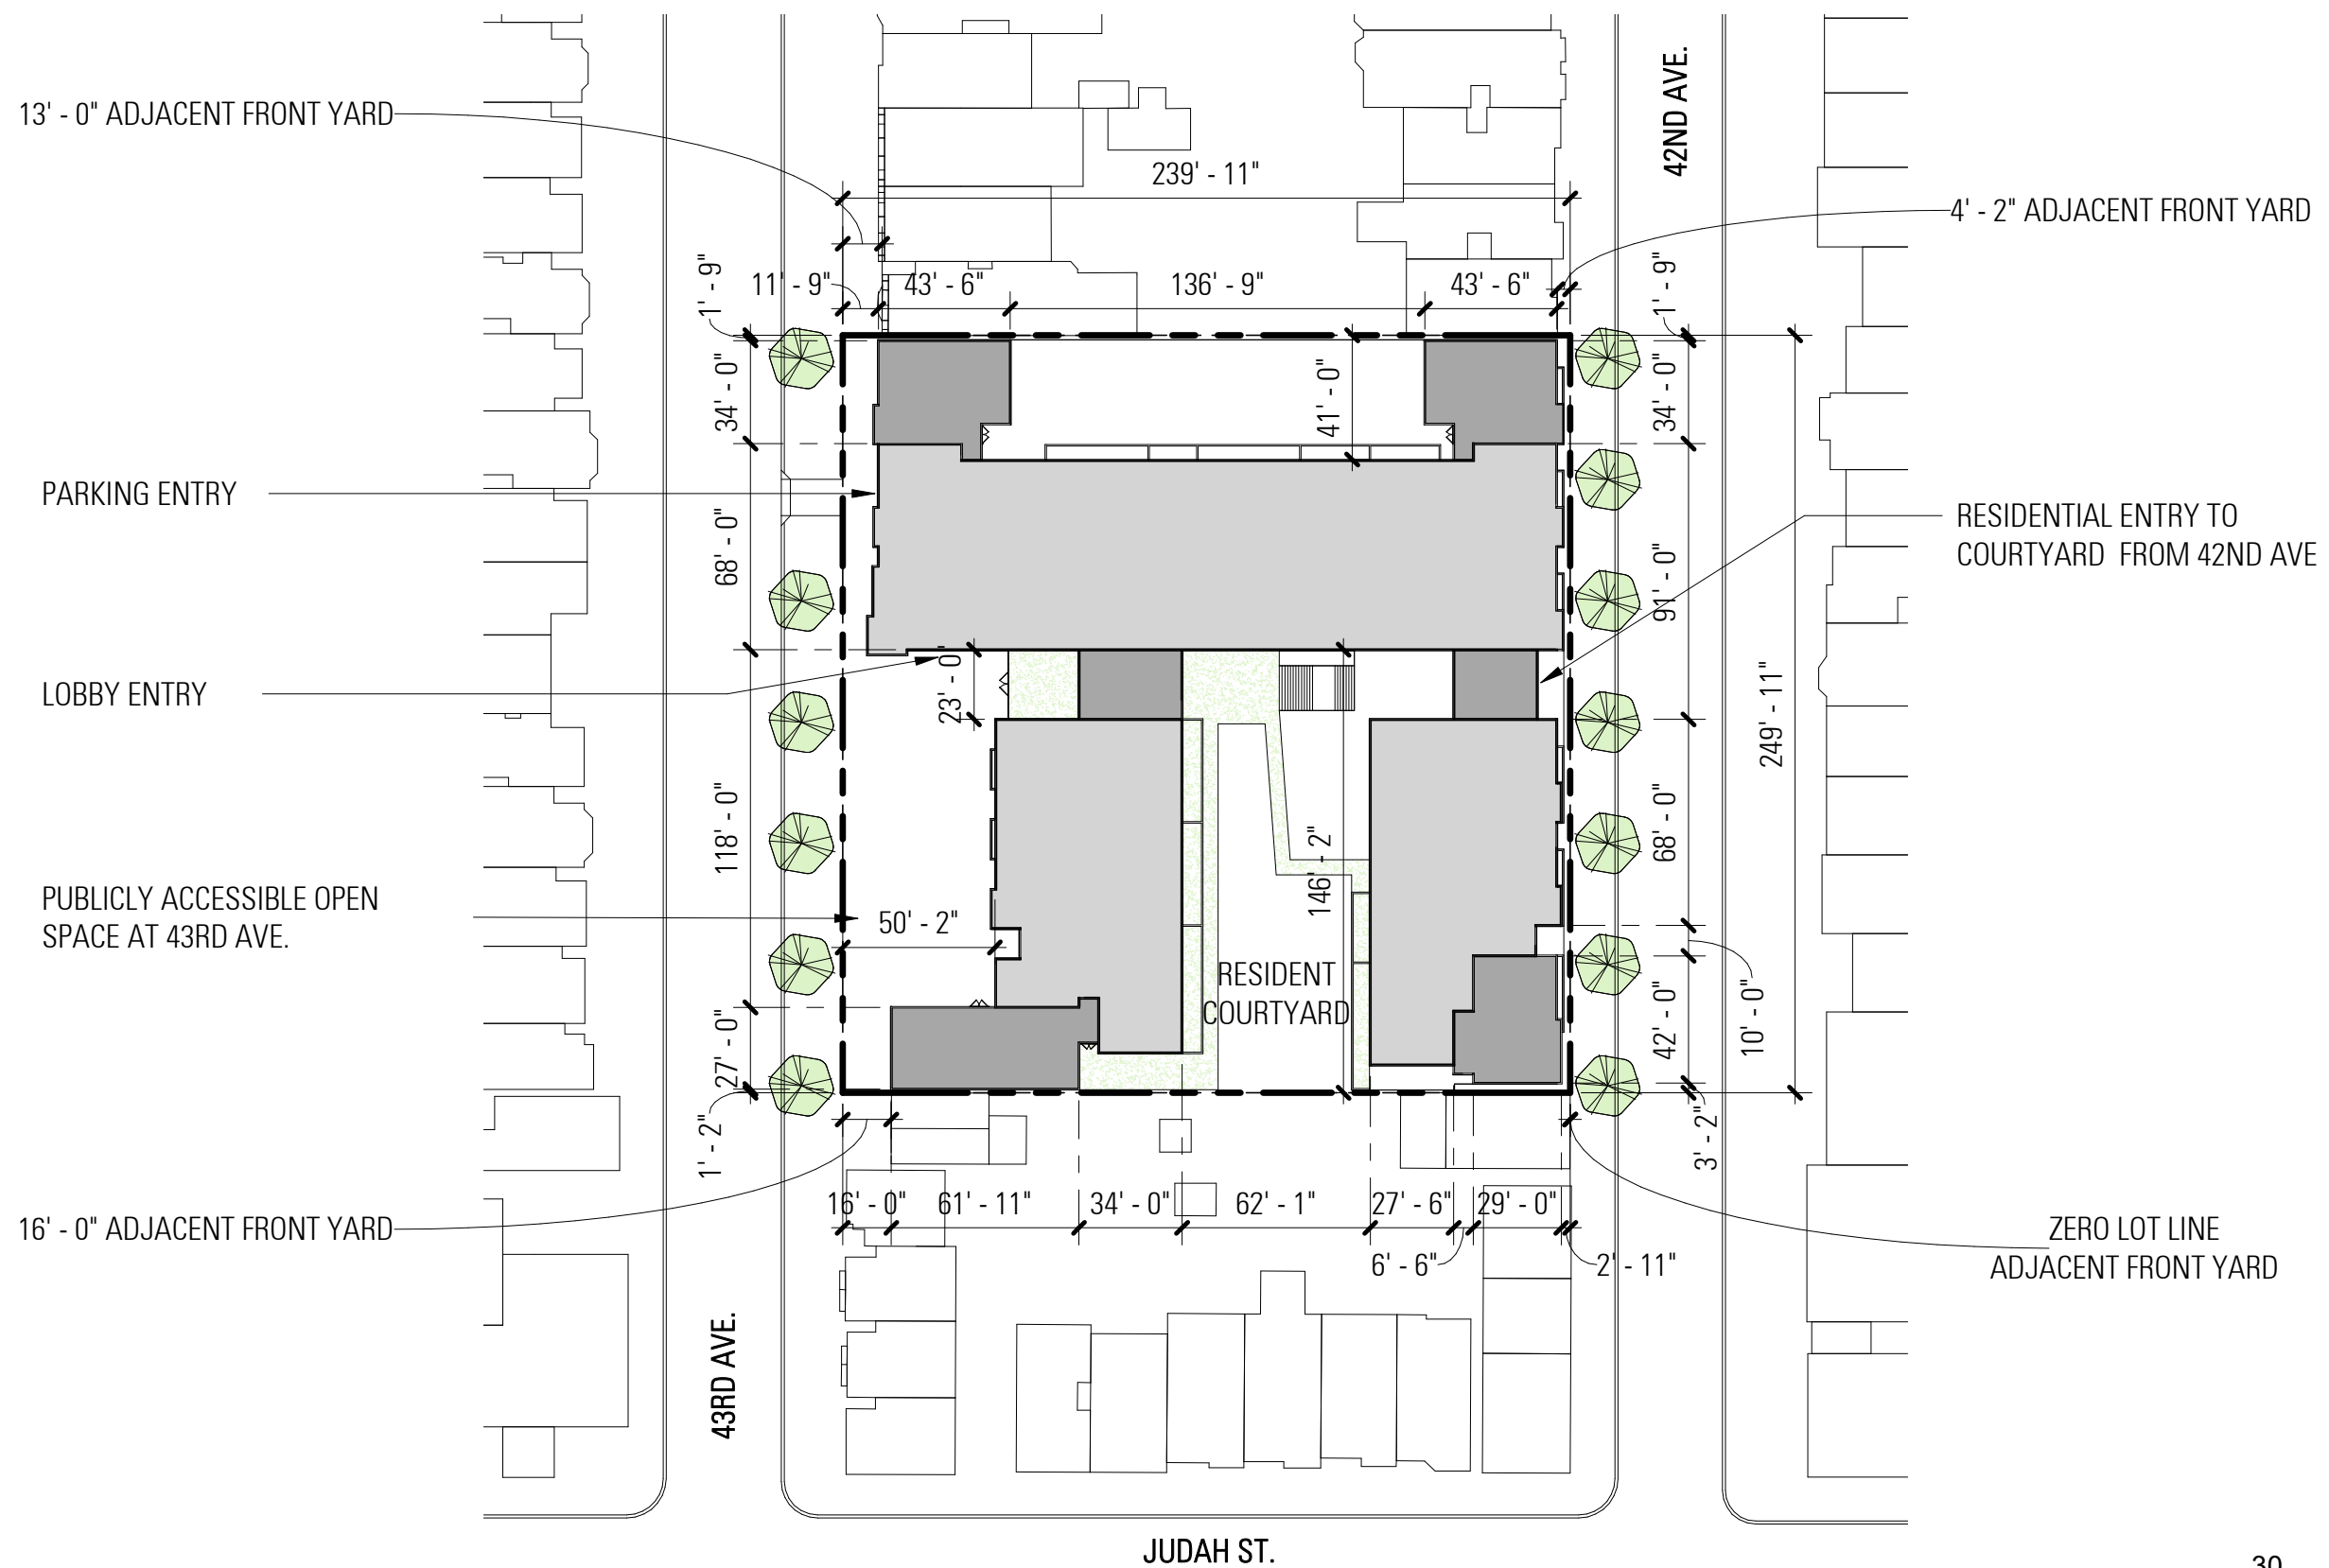 42ND AVE.
13' - 0" ADJACENT FRONT YARD
239' - 11"
4' - 2" ADJACENT FRONT YARD
1' - 9"
11' - 9"
43' - 6"
136' - 9"
43' - 6"
1' - 9"
34' - 0"
41' - 0"
34' - 0"
PARKING ENTRY
RESIDENTIAL ENTRY TO
COURTYARD FROM 42ND AVE
68' - 0"
91' - 0"
LOBBY ENTRY
23' - 0"
249' - 11"
118' - 0"
146' - 2"
68' - 0"
PUBLICLY ACCESSIBLE OPEN
SPACE AT 43RD AVE.
50' - 2"
RESIDENT
COURTYARD
27' - 0"
42' - 0"
10' - 0"
1' - 2"
3' - 2"
16' - 0"
61' - 11"
34' - 0"
62' - 1"
27' - 6"
29' - 0"
16' - 0" ADJACENT FRONT YARD
6' - 6"
2' - 11"
ZERO LOT LINE
ADJACENT FRONT YARD
43RD AVE.
JUDAH ST.
30